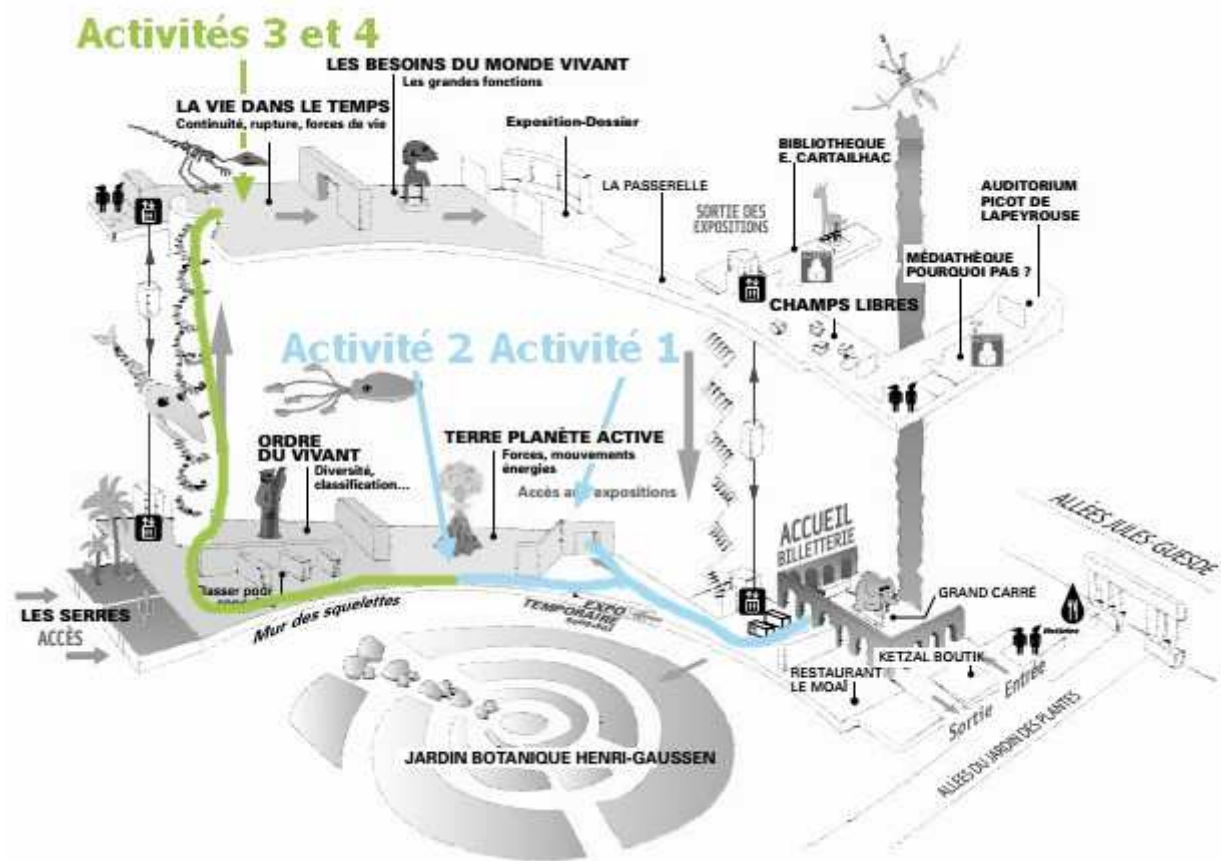 Activités 3 et 4
LES BESOINS DU MONDE VIVANT
Les grandes fonctions
LA VIE DANS LE TEMPS
Continuité, rupture, forces de vie
Exposition-Dossier
BIBLIOTHEQUE
E. CARTAILHAC
LA PASSERELLE
SORTIE DES
EXPOSITIONS
AUDITORIUM
PICOT DE
LAPEYROUSE
MÉDIATHÈQUE
POURQUOI PAS ?
CHAMPS LIBRES
Activité 2
Activité 1
ORDRE
DU VIVANT
Diversité,
classification...
TERRE PLANÈTE ACTIVE
Forces, mouvements
énergies
Accès aux expositions
ACCUEIL
BILLETTERIE
ALLÉES JULES-GUESDE
GRAND CARRÉ
LES SERRES
ACCÈS
Mur des squelettes
EXPO
TEMPORAIRE
KETZAL BOUTIK
RESTAURANT
LE MOAÏ
Entrée
Sortie
ALLÉES DU JARDIN DES PLANTES
JARDIN BOTANIQUE HENRI-GAUSSEN